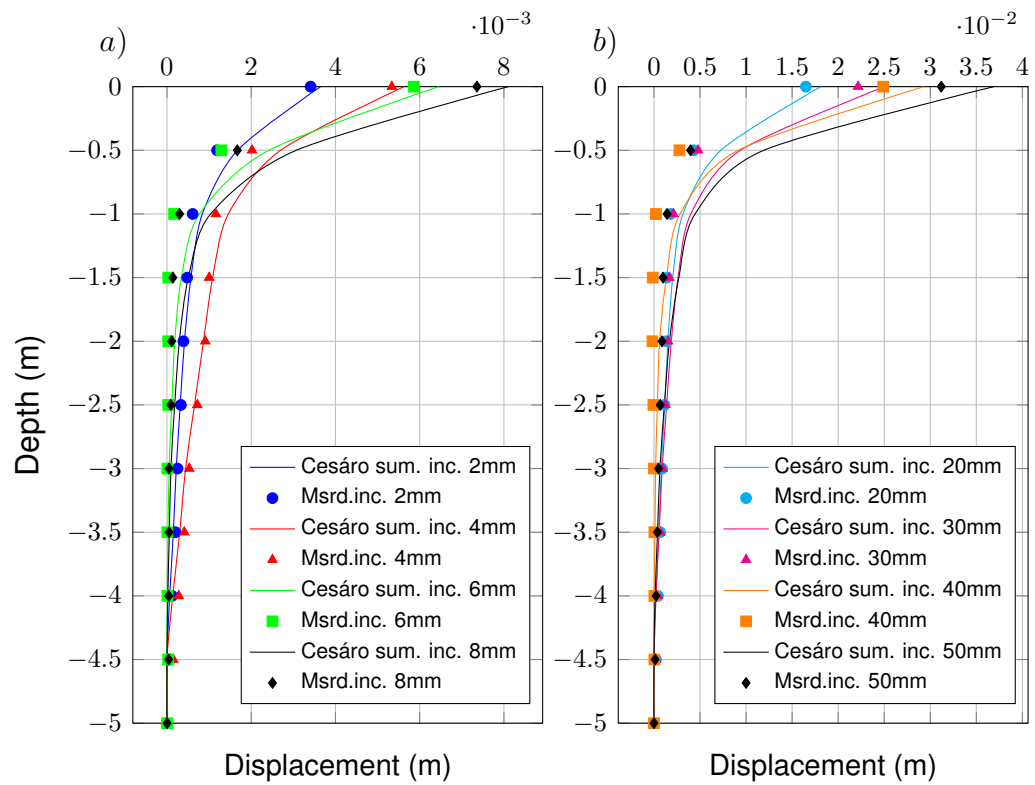 ·10−3
·10−2
a)
b)
0 2 4 6 8
0 0.5 1 1.5 2 2.5 3 3.5 4
0
−0.5
−1
−1.5
−2
−2.5
−3
−3.5
−4
−4.5
−5
Depth (m)
Displacement (m)
Cesáro sum. inc. 2mm
Msrd.inc. 2mm
Cesáro sum. inc. 4mm
Msrd.inc. 4mm
Cesáro sum. inc. 6mm
Msrd.inc. 6mm
Cesáro sum. inc. 8mm
Msrd.inc. 8mm
0
−0.5
−1
−1.5
−2
−2.5
−3
−3.5
−4
−4.5
−5
Displacement (m)
Cesáro sum. inc. 20mm
Msrd.inc. 20mm
Cesáro sum. inc. 30mm
Msrd.inc. 30mm
Cesáro sum. inc. 40mm
Msrd.inc. 40mm
Cesáro sum. inc. 50mm
Msrd.inc. 50mm